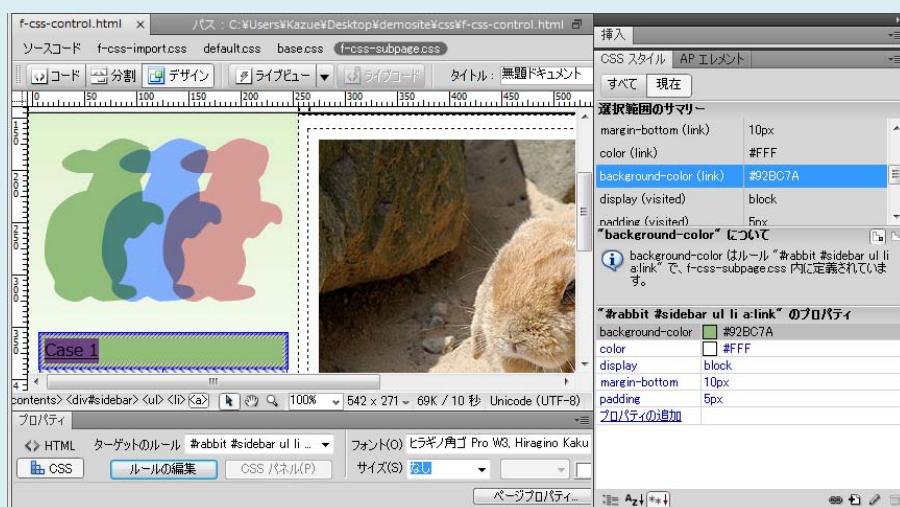 f-css-control.html × パス : C:¥Users¥Kazue¥Desktop¥demosite¥css¥f-css-control.html
ソースコード f-css-import.css default.css base.css f-css-subpage.css
コード 分割 デザイン ライブビュー ライブコード タイトル : 無題ドキュメント
0 50 100 150 200 250 300 350 400 450 500
Case 1
contents> <div#sidebar> <ul> <li> <a> 100% 542 x 271 69K / 10 秒 Unicode (UTF-8)
プロパティ
<> HTML ターゲットのルール #rabbit #sidebar ul li ... フォント(O) ヒラギノ角ゴ Pro W3, Hiragino Kaku
CSS ルールの編集 CSS パネル(P) サイズ(S) なし
ページプロパティ...
挿入
CSS スタイル AP エレメント
すべて 現在
選択範囲のサマリー
margin-bottom (link) 10px
color (link) #FFF
background-color (link) #92BC7A
display (visited) block
padding (visited) 5px
"background-color" について
background-color はルール "#rabbit #sidebar ul li
a:link" で、f-css-subpage.css 内に定義されていま
す。
"#rabbit #sidebar ul li a:link" のプロパティ
background-color #92BC7A
color #FFF
display block
margin-bottom 10px
padding 5px
プロパティの追加